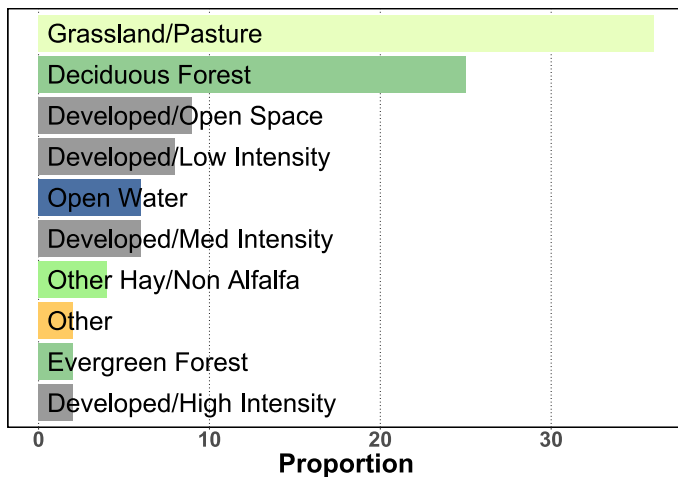 Grassland/Pasture
Deciduous Forest
Developed/Open Space
Developed/Low Intensity
Open Water
Developed/Med Intensity
Other Hay/Non Alfalfa
Other
Evergreen Forest
Developed/High Intensity
0 10 20 30
Proportion